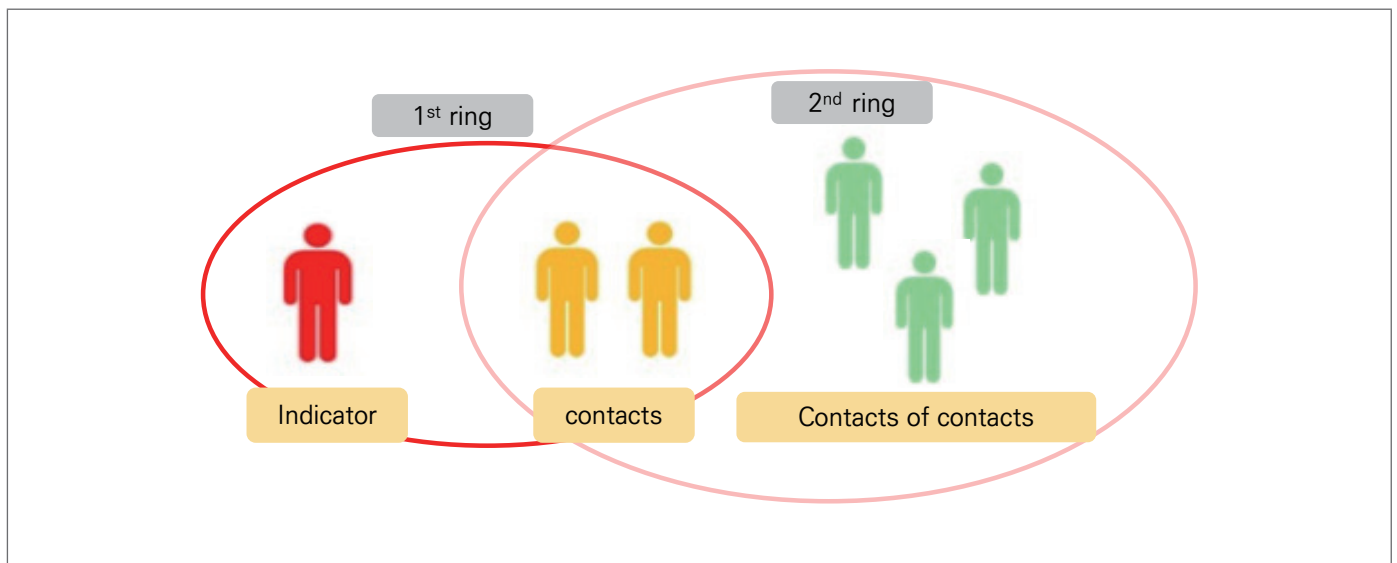 1st ring
2nd ring
Indicator
contacts
Contacts of contacts